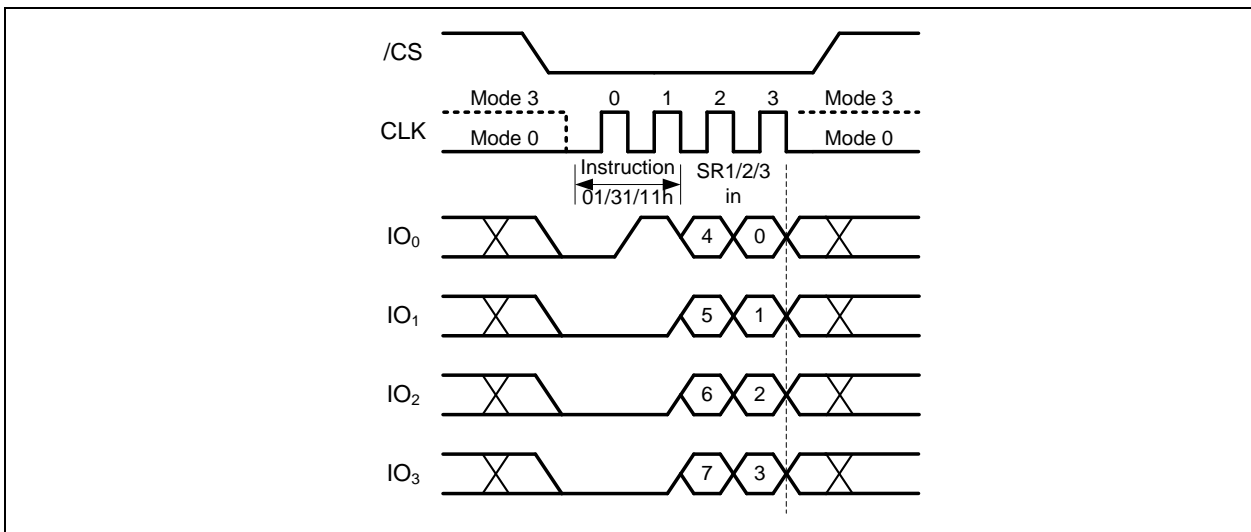 /CS
Mode 3 0 1 2 3 Mode 3
CLK
Mode 0 Mode 0
Instruction SR1/2/3
01/31/11h in
IO₀ 4 0
IO₁ 5 1
IO₂ 6 2
IO₃ 7 3